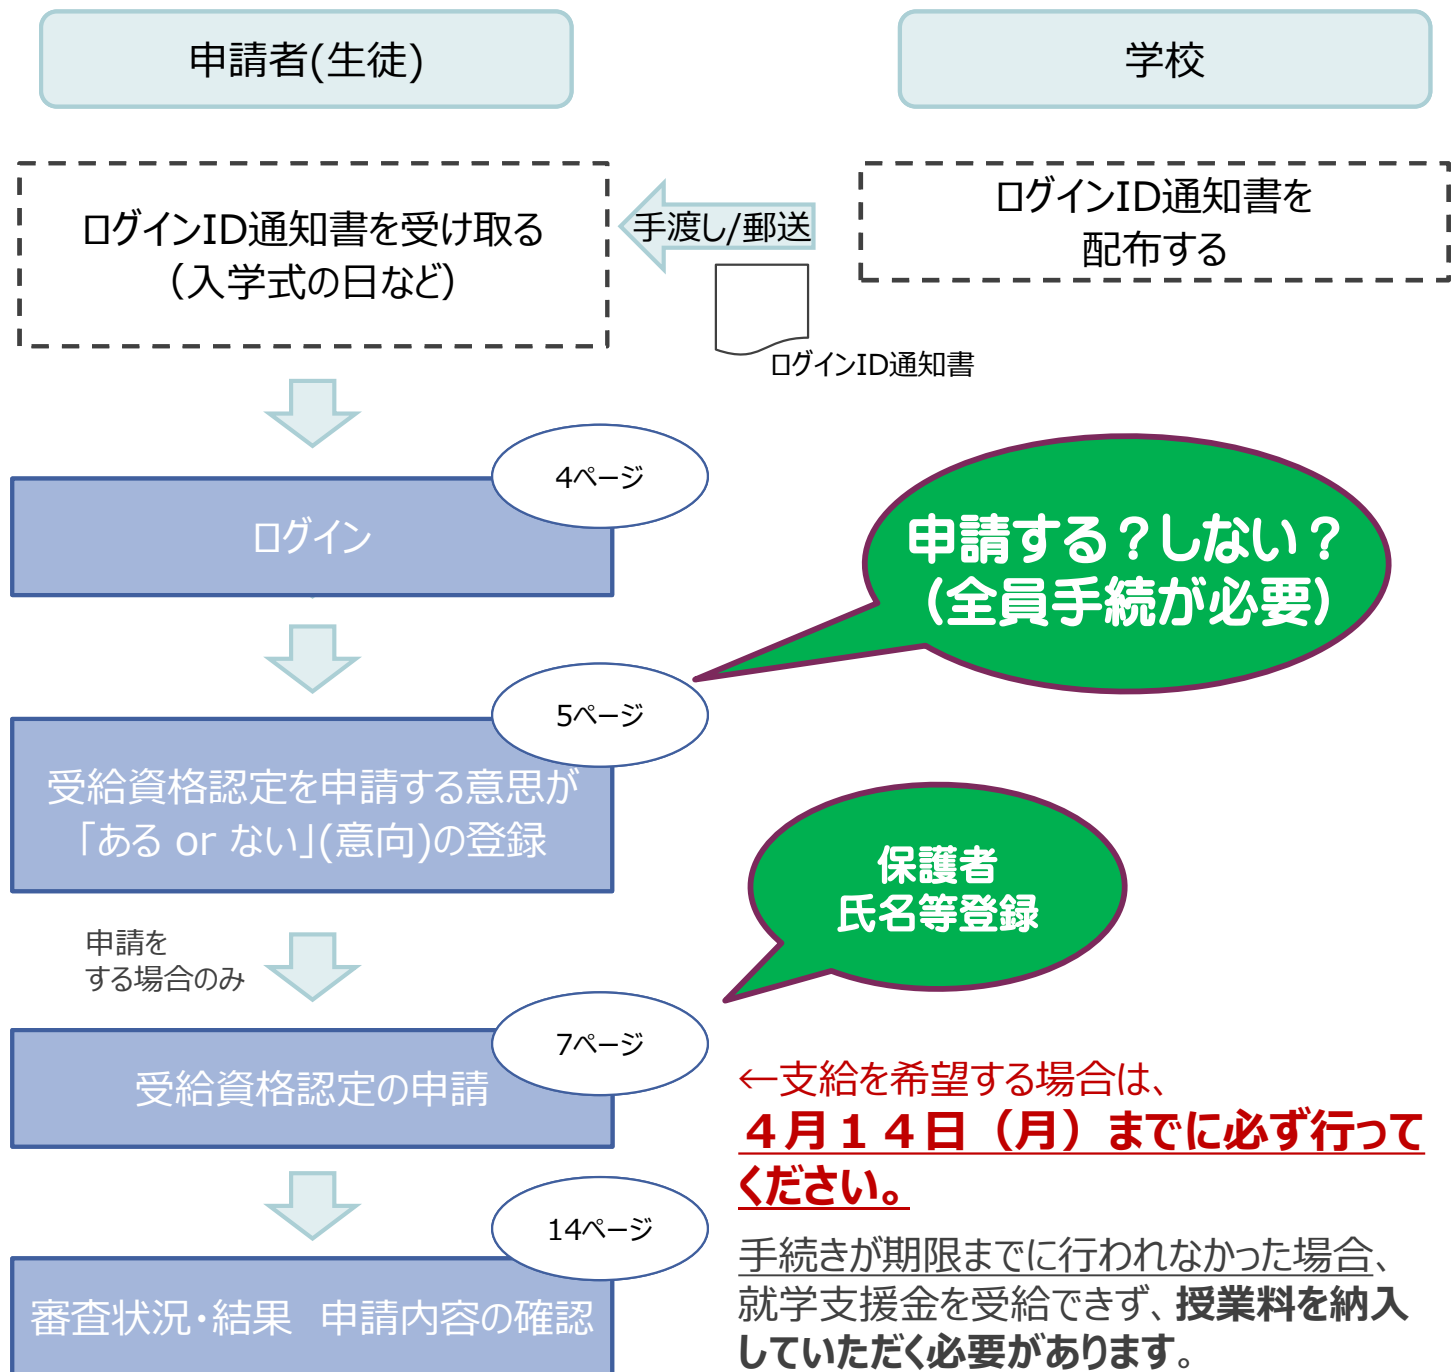 申請者(生徒)
学校
ログインID通知書を受け取る
（入学式の日など）
手渡し/郵送
ログインID通知書を
配布する
ログインID通知書
4ページ
ログイン
申請する？しない？
（全員手続が必要）
5ページ
受給資格認定を申請する意思が
「ある or ない」(意向)の登録
保護者
氏名等登録
申請を
する場合のみ
7ページ
受給資格認定の申請
←支給を希望する場合は、
４月１４日（月）までに必ず行って
ください。
14ページ
審査状況・結果　申請内容の確認
手続きが期限までに行われなかった場合、
就学支援金を受給できず、授業料を納入
していただく必要があります。